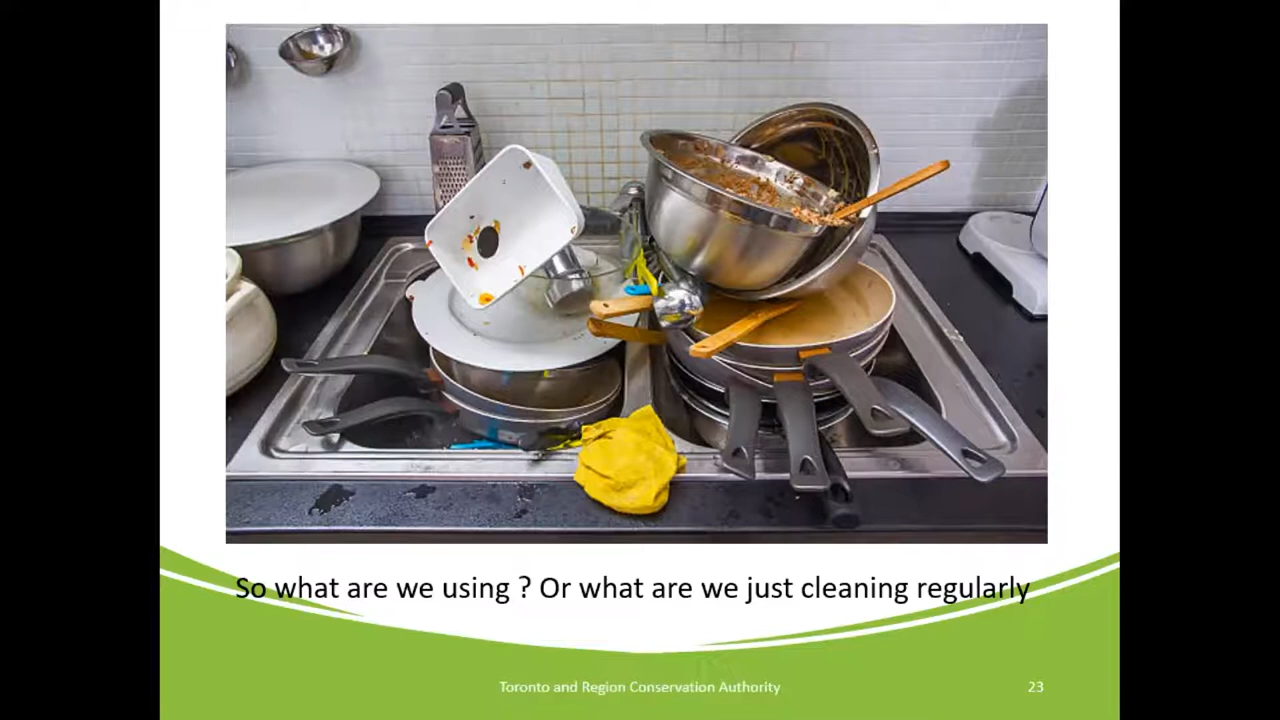 So what are we using ? Or what are we just cleaning regularly
Toronto and Region Conservation Authority
23